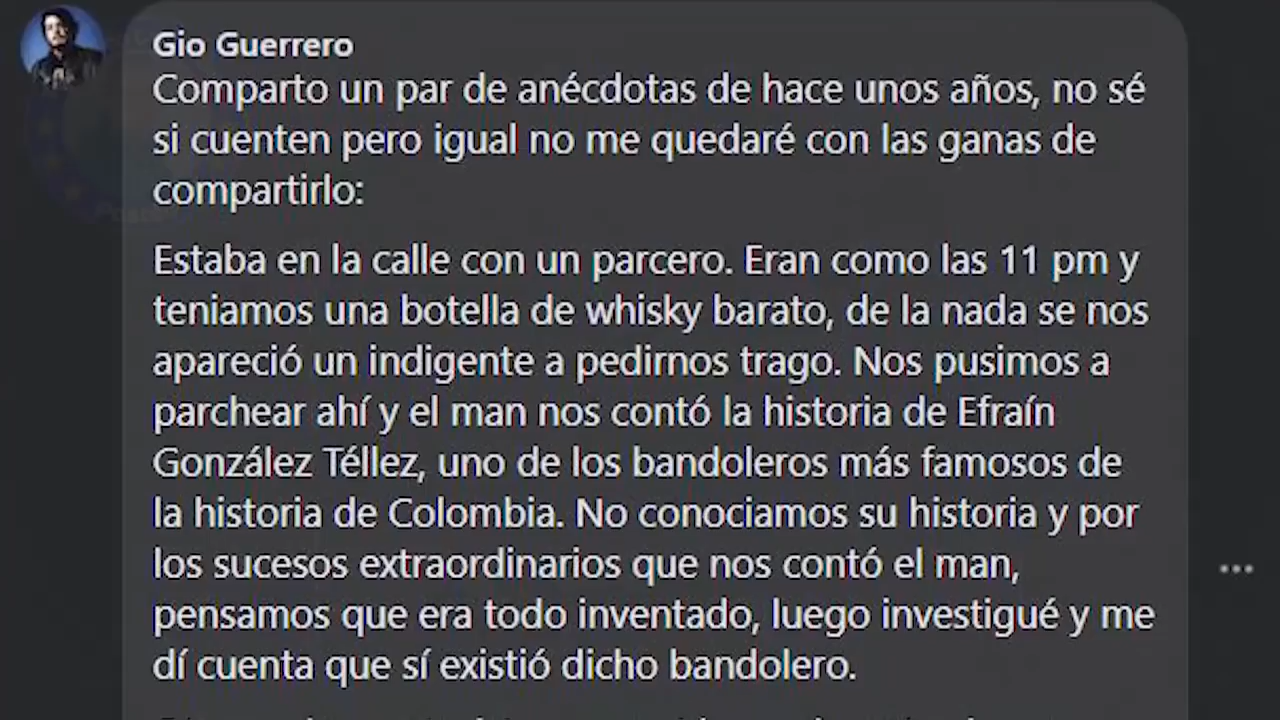 Gio Guerrero
Comparto un par de anécdotas de hace unos años, no sé
si cuenten pero igual no me quedaré con las ganas de
compartirlo:
Estaba en la calle con un parcero. Eran como las 11 pm y
teniamos una botella de whisky barato, de la nada se nos
apareció un indigente a pedirnos trago. Nos pusimos a
parchear ahí y el man nos contó la historia de Efraín
González Téllez, uno de los bandoleros más famosos de
la historia de Colombia. No conociamos su historia y por
los sucesos extraordinarios que nos contó el man,
pensamos que era todo inventado, luego investigué y me
dí cuenta que sí existió dicho bandolero.